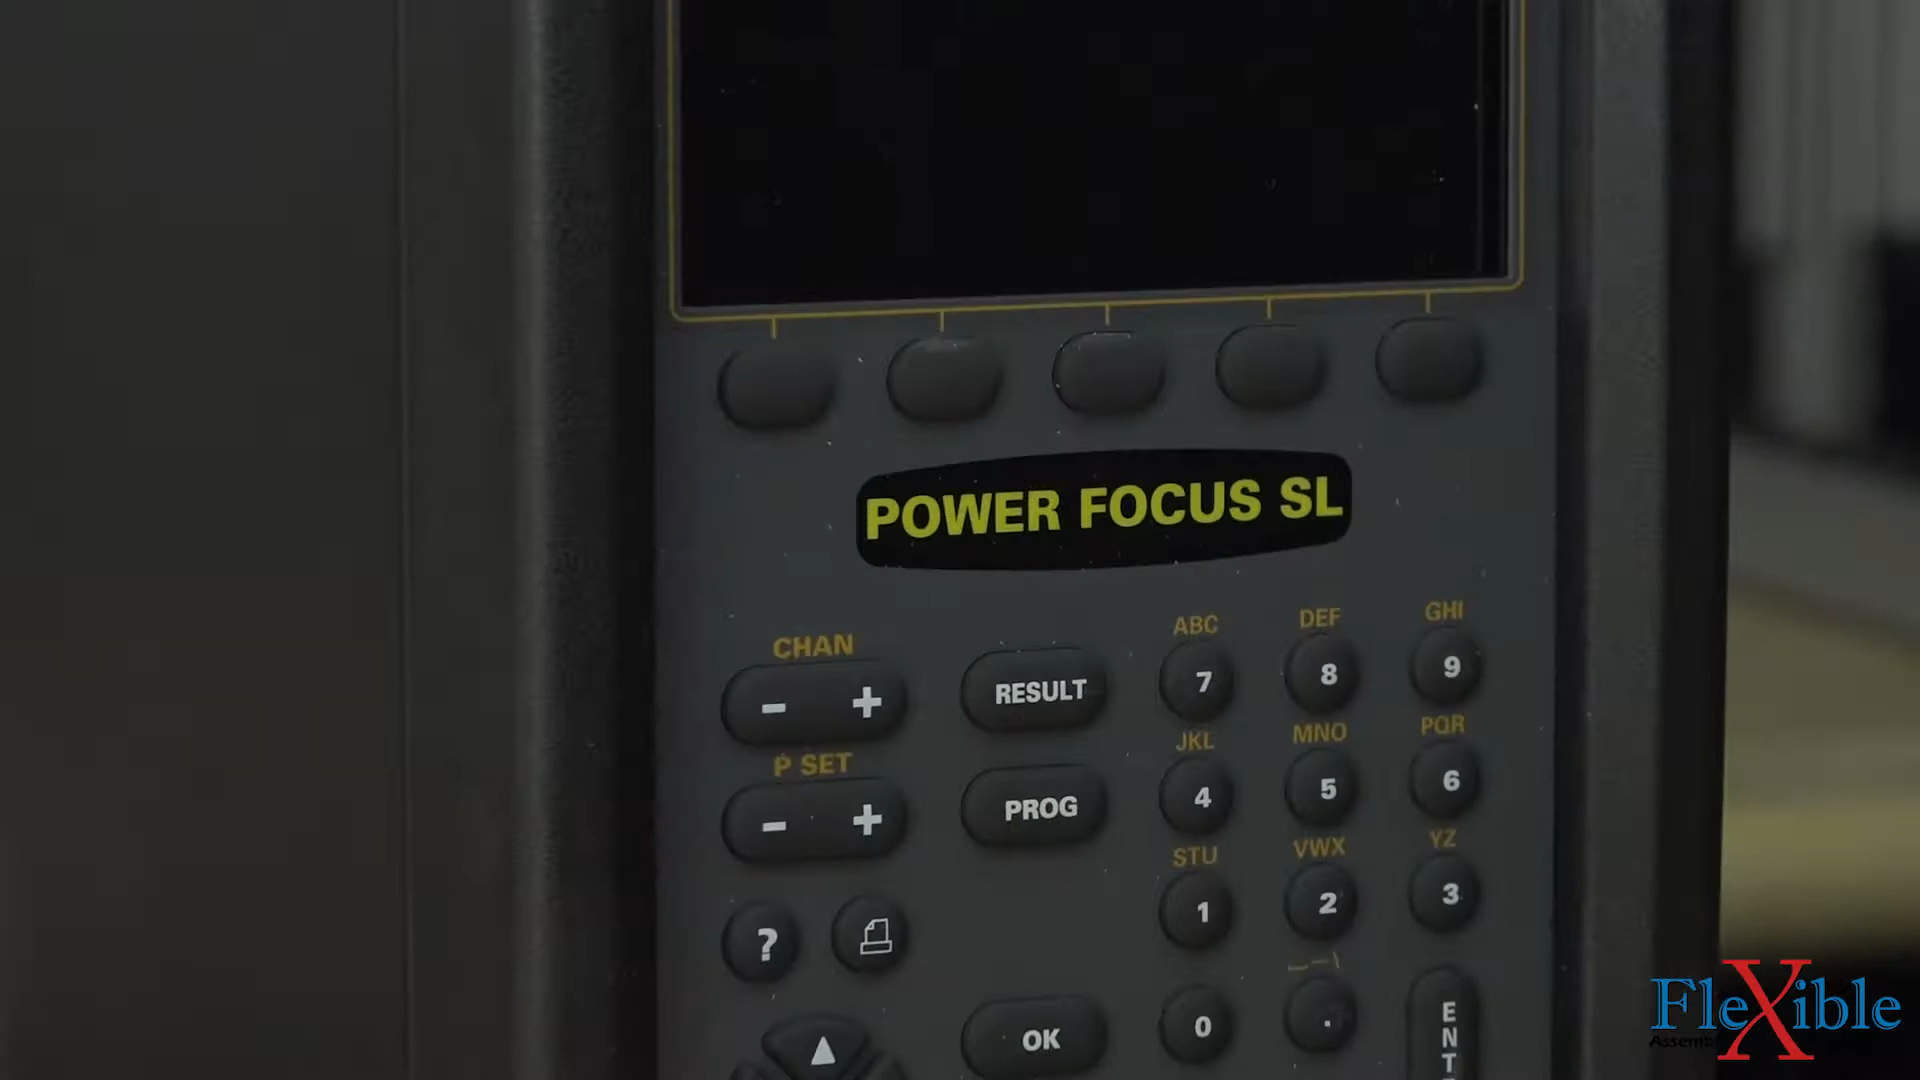 POWER FOCUS SL
CHAN
- +
RESULT
P SET
- +
PROG
?
OK
ABC DEF GHI
7 8 9
JKL MNO PQR
4 5 6
STU VWX YZ
1 2 3
0 .
ENT
FleXible
Assemb